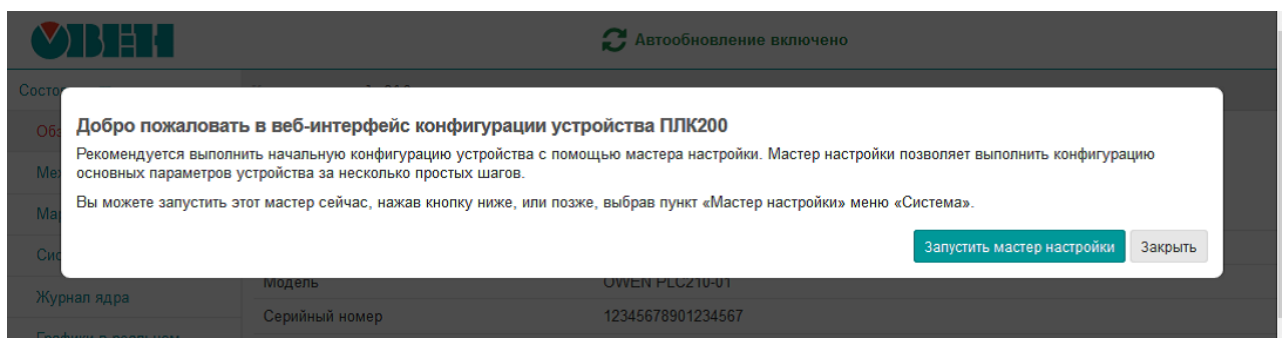 ОВЕН
Автообновление включено
Добро пожаловать в веб-интерфейс конфигурации устройства ПЛК200
Рекомендуется выполнить начальную конфигурацию устройства с помощью мастера настройки. Мастер настройки позволяет выполнить конфигурацию
основных параметров устройства за несколько простых шагов.
Вы можете запустить этот мастер сейчас, нажав кнопку ниже, или позже, выбрав пункт «Мастер настройки» меню «Система».
Запустить мастер настройки Закрыть
Модель OWEN PLC210-01
Журнал ядра
Серийный номер 12345678901234567